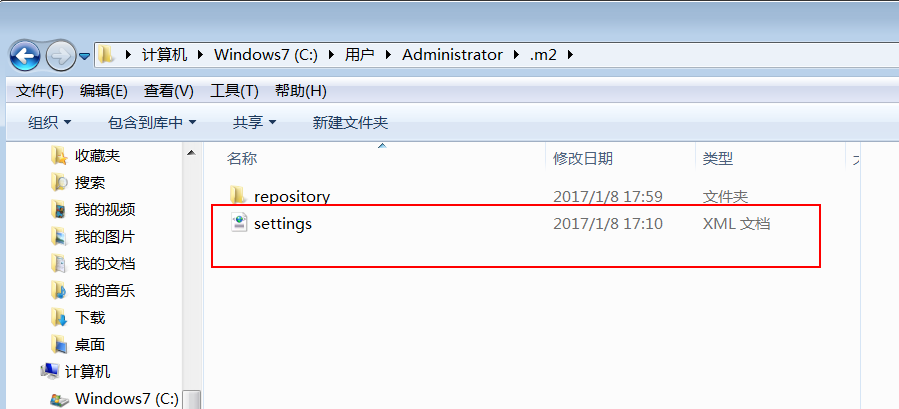 计算机 Windows7 (C:) 用户 Administrator .m2
文件(F) 编辑(E) 查看(V) 工具(T) 帮助(H)
组织 包含到库中 共享 新建文件夹
收藏夹
搜索
我的视频
我的图片
我的文档
我的音乐
下载
桌面
计算机
Windows7 (C:)
名称 修改日期 类型
repository 2017/1/8 17:59 文件夹
settings 2017/1/8 17:10 XML 文档